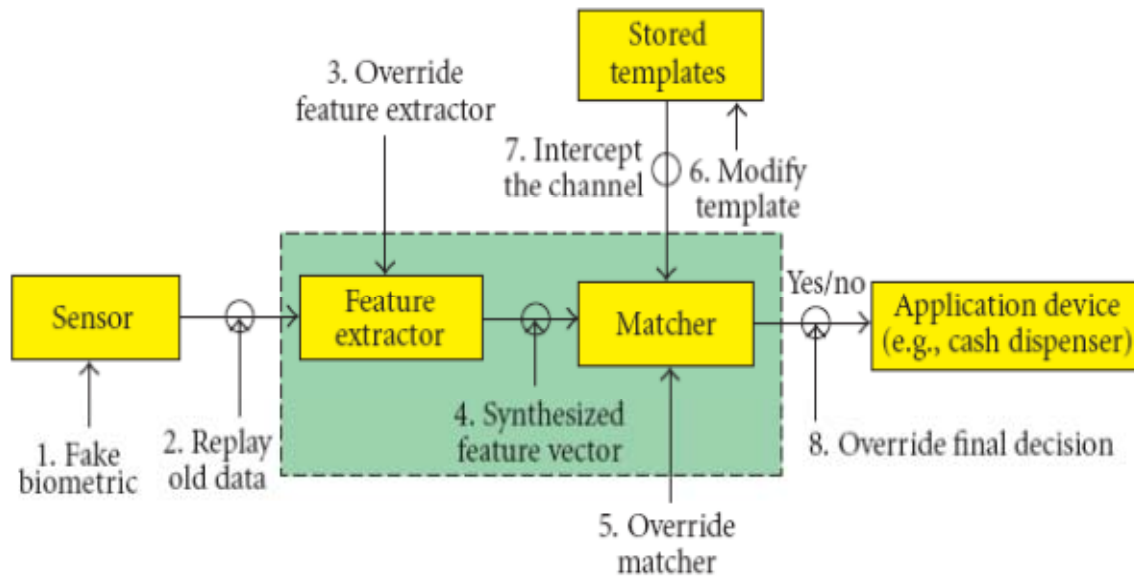 Stored
templates
3. Override
feature extractor
7. Intercept
the channel
6. Modify
template
Sensor
Feature
extractor
Matcher
Yes/no
Application device
(e.g., cash dispenser)
1. Fake
biometric
2. Replay
old data
4. Synthesized
feature vector
8. Override final decision
5. Override
matcher